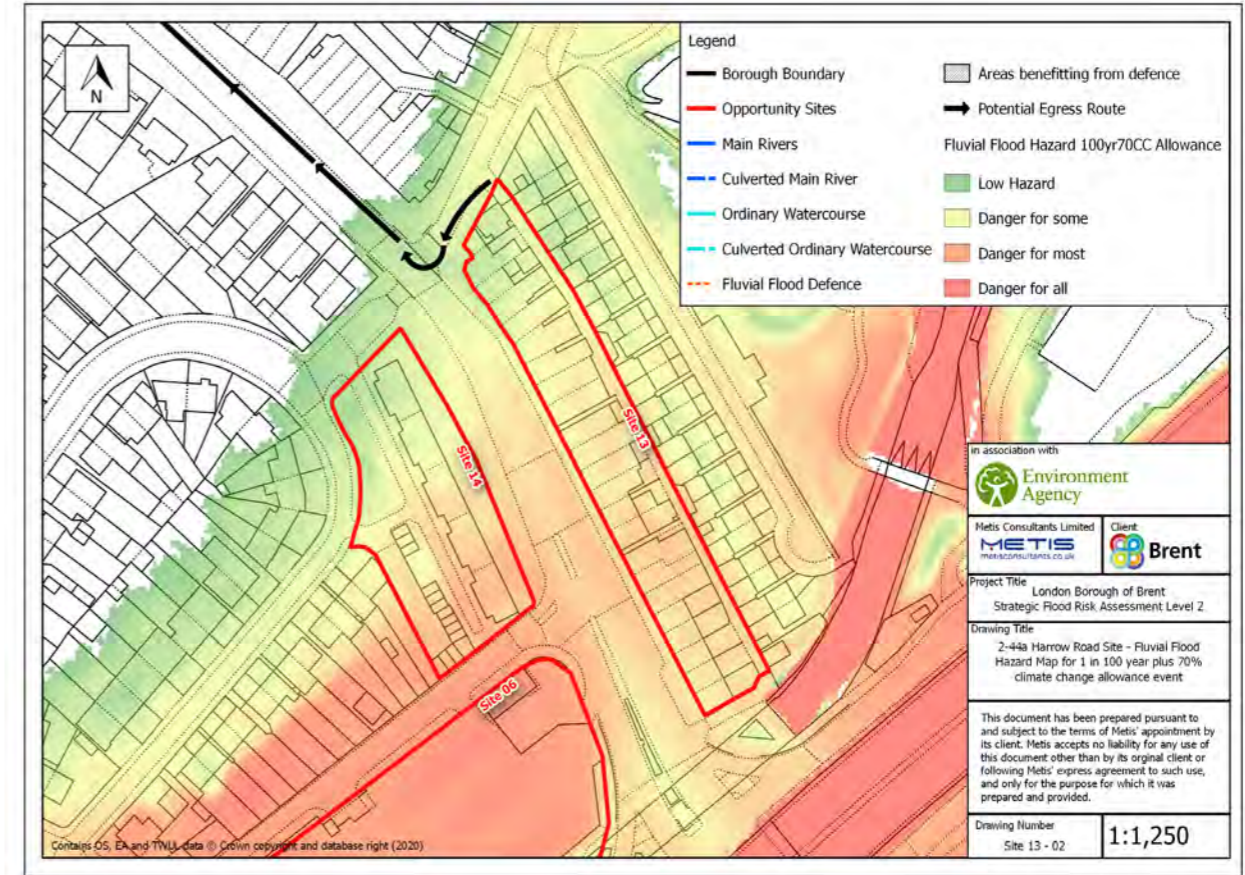 N
Legend
Borough Boundary
Opportunity Sites
Main Rivers
Culverted Main River
Ordinary Watercourse
Culverted Ordinary Watercourse
Fluvial Flood Defence
Areas benefitting from defence
Potential Egress Route
Fluvial Flood Hazard 100yr70CC Allowance
Low Hazard
Danger for some
Danger for most
Danger for all
Site 13
Site 14
Site 06
in association with
Environment
Agency
Metis Consultants Limited
METIS
metisconsultants.co.uk
Client
Brent
Project Title
London Borough of Brent
Strategic Flood Risk Assessment Level 2
Drawing Title
2-44a Harrow Road Site - Fluvial Flood
Hazard Map for 1 in 100 year plus 70%
climate change allowance event
This document has been prepared pursuant to
and subject to the terms of Metis' appointment by
its client. Metis accepts no liability for any use of
this document other than by its orginal client or
following Metis' express agreement to such use,
and only for the purpose for which it was
prepared and provided.
Drawing Number
Site 13 - 02
1:1,250
Contains OS, EA and TWUL data © Crown copyright and database right (2020)